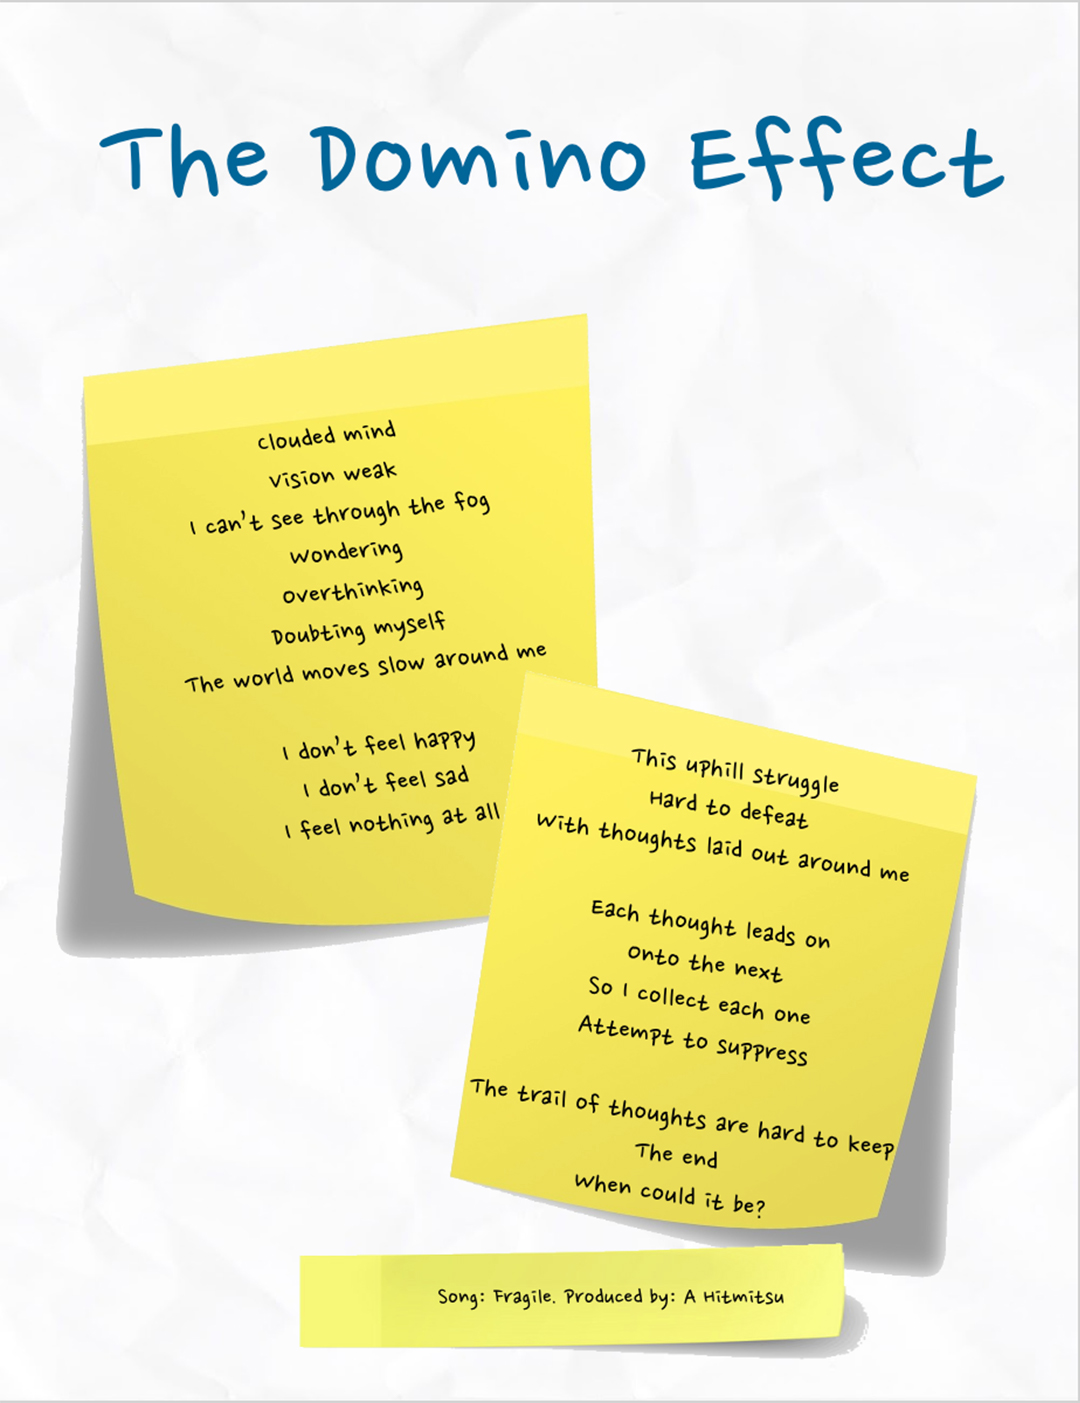 The Domino Effect
Clouded mind
Vision weak
I can't see through the fog
Wondering
Overthinking
Doubting myself
The world moves slow around me
I don't feel happy
I don't feel sad
I feel nothing at all
This uphill struggle
Hard to defeat
With thoughts laid out around me
Each thought leads on
Onto the next
So I collect each one
Attempt to suppress
The trail of thoughts are hard to keep
The end
When could it be?
Song: Fragile. Produced by: A Hitmitsu